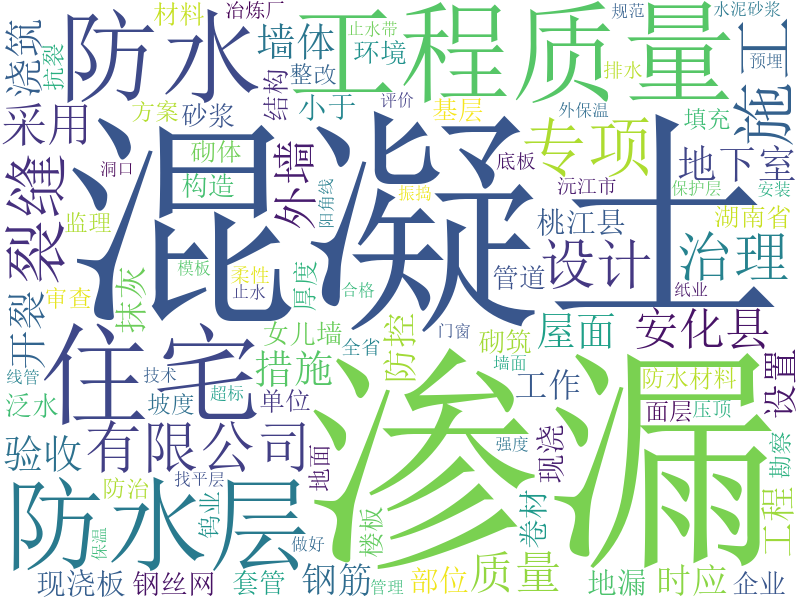 材料
冶炼厂
止水带
规范
水泥砂浆
浇筑
抗裂
防水
墙体
环境
工程质量
排水
预埋
施工
整改
结构
小于
评价
方案
砂浆
基层
外保温
填充
采用
混凝土
专项
地下室
砌体
外墙
底板
洞口
构造
裂缝
振捣
沅江市
保护层
安装
监理
阳角线
桃江县
湖南省
设计
治理
模板
柔性
厚度
管道
纸业
审查
止水
合格
抹灰
开裂
女儿墙
防控
门窗
砌筑
屋面
安化县
住宅
全省
措施
墙面
设置
线管
技术
超标
工作
防水材料
泛水
坡度
单位
面层
压顶
验收
有限公司
渗漏
强度
现浇
勘察
找平层
地面
防水层
防治
钨业
卷材
工程
楼板
保温
做好
质量
现浇板
钢丝网
套管
钢筋
管理
部位
地漏
时应
企业